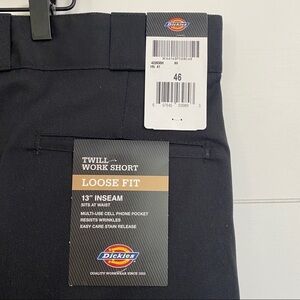 Dickies
46
TWILL
WORK SHORT
LOOSE FIT
13" INSEAM
SITS AT WAIST
MULTI-USE CELL PHONE POCKET
RESISTS WRINKLES
EASY CARE STAIN RELEASE
Dickies
QUALITY WORKWEAR SINCE 1922